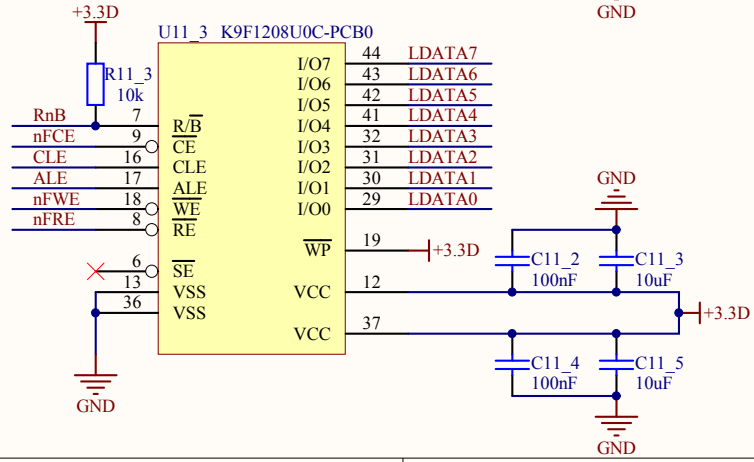 +3.3D
GND
U11_3 K9F1208U0C-PCB0
R11_3
10k
RnB 7 R/B I/O7 44 LDATA7
nFCE 9 CE I/O6 43 LDATA6
CLE 16 CLE I/O5 42 LDATA5
ALE 17 ALE I/O4 41 LDATA4
nFWE 18 WE I/O3 32 LDATA3
nFRE 8 RE I/O2 31 LDATA2
I/O1 30 LDATA1
I/O0 29 LDATA0
6 SE WP 19 +3.3D
13 VSS VCC 12
36 VSS VCC 37
GND
GND
C11_2
100nF
C11_3
10uF
+3.3D
C11_4
100nF
C11_5
10uF
GND